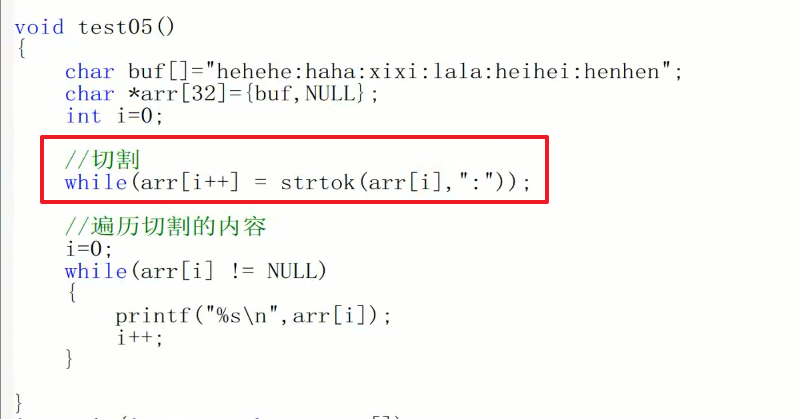 void test05()
{
char buf[]="hehehe:haha:xixi:lala:heihei:henhen";
char *arr[32]={buf,NULL};
int i=0;
//切割
while(arr[i++] = strtok(arr[i],":"));
//遍历切割的内容
i=0;
while(arr[i] != NULL)
{
printf("%s\n",arr[i]);
i++;
}
}